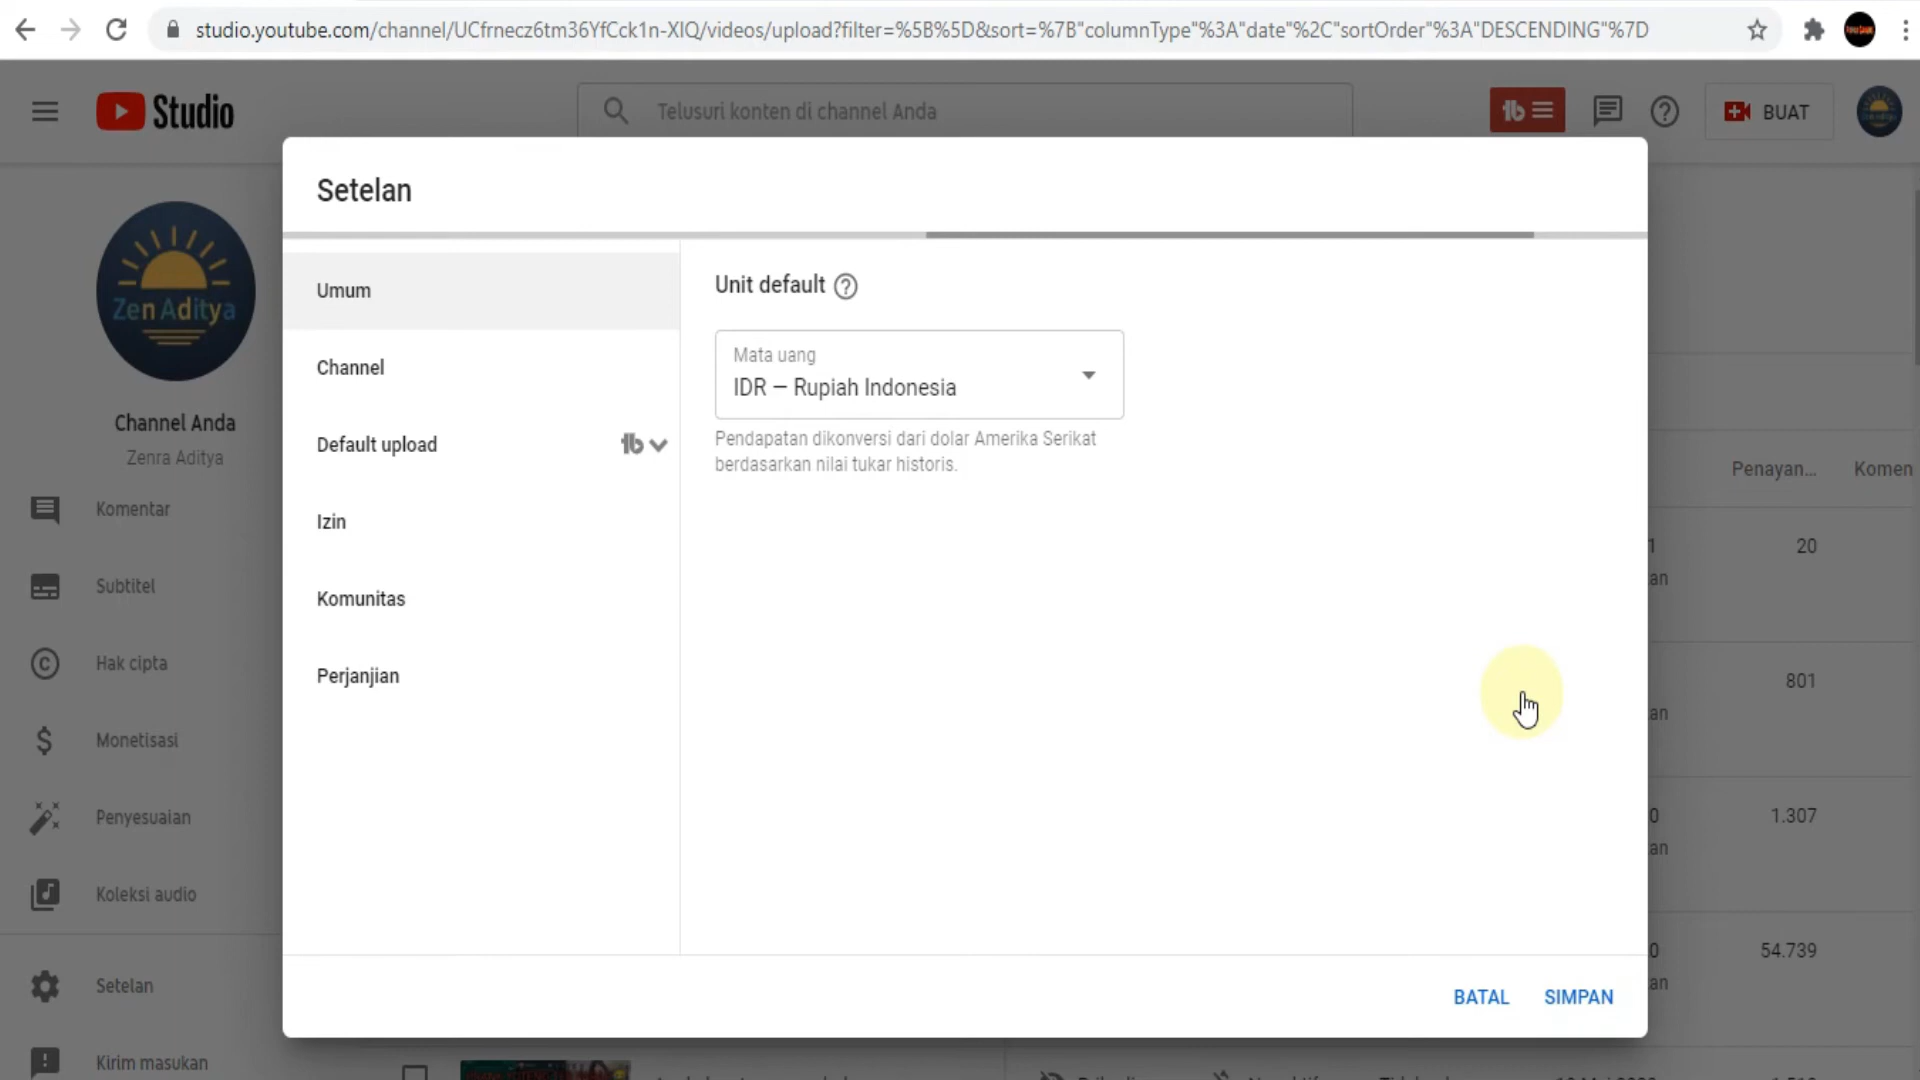 studio.youtube.com/channel/UCfrnecz6tm36YfCck1n-XIQ/videos/upload?filter=%5B%5D&sort=%7B"columnType"%3A"date"%2C"sortOrder"%3A"DESCENDING"%7D
Studio
Telusuri konten di channel Anda
BUAT
Setelan
Umum
Channel
Default upload
Izin
Komunitas
Perjanjian
Unit default
Mata uang
IDR — Rupiah Indonesia
Pendapatan dikonversi dari dolar Amerika Serikat
berdasarkan nilai tukar historis.
BATAL
SIMPAN
Zen Aditya
Channel Anda
Zenra Aditya
Komentar
Subtitel
Hak cipta
Monetisasi
Penyesuaian
Koleksi audio
Setelan
Kirim masukan
Penayan...
Komen
20
801
1.307
54.739